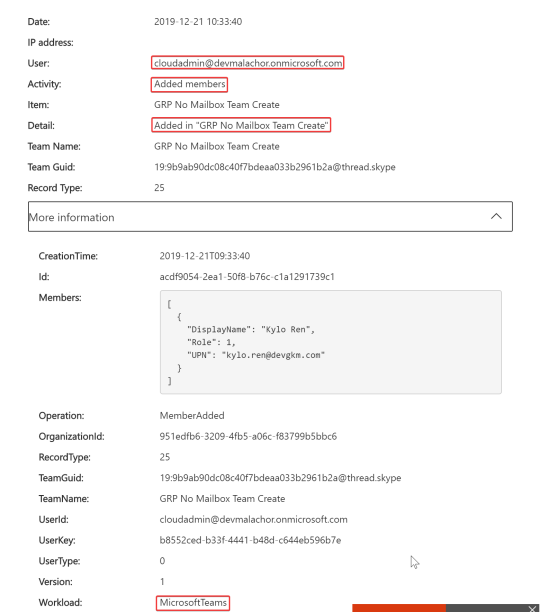 Date: 2019-12-21 10:33:40
IP address:
User: cloudadmin@devmalachor.onmicrosoft.com
Activity: Added members
Item: GRP No Mailbox Team Create
Detail: Added in "GRP No Mailbox Team Create"
Team Name: GRP No Mailbox Team Create
Team Guid: 19:9b9ab90dc08c40f7bdeaa033b2961b2a@thread.skype
Record Type: 25
More information
CreationTime: 2019-12-21T09:33:40
Id: acdf9054-2ea1-50f8-b76c-c1a1291739c1
Members:
[
{
"DisplayName": "Kylo Ren",
"Role": 1,
"UPN": "kylo.ren@devgkm.com"
}
]
Operation: MemberAdded
OrganizationId: 951edfb6-3209-4fb5-a06c-f83799b5bbc6
RecordType: 25
TeamGuid: 19:9b9ab90dc08c40f7bdeaa033b2961b2a@thread.skype
TeamName: GRP No Mailbox Team Create
UserId: cloudadmin@devmalachor.onmicrosoft.com
UserKey: b8552ced-b33f-4441-b48d-c644eb596b7e
UserType: 0
Version: 1
Workload: MicrosoftTeams